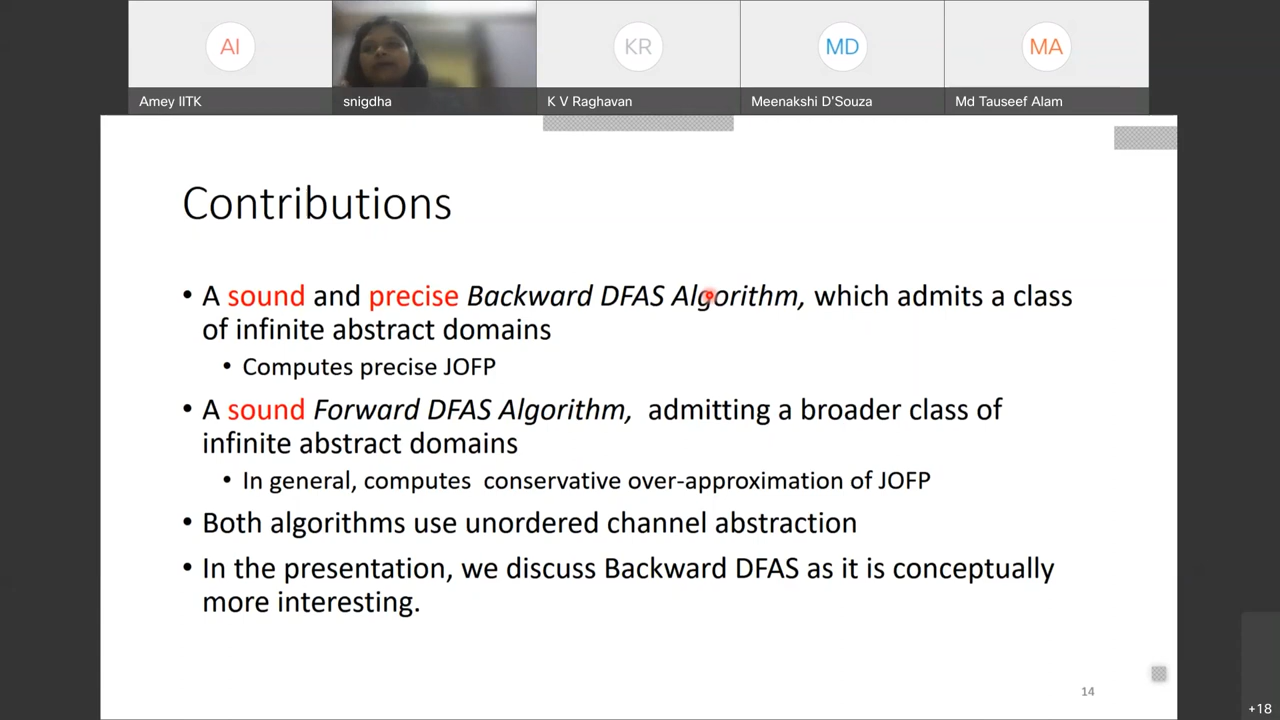 AI
KR
MD
MA
Amey IITK
snigdha
K V Raghavan
Meenakshi D'Souza
Md Tauseef Alam
Contributions
• A sound and precise Backward DFAS Algorithm, which admits a class
of infinite abstract domains
• Computes precise JOFP
• A sound Forward DFAS Algorithm, admitting a broader class of
infinite abstract domains
• In general, computes conservative over-approximation of JOFP
• Both algorithms use unordered channel abstraction
• In the presentation, we discuss Backward DFAS as it is conceptually
more interesting.
14
+18